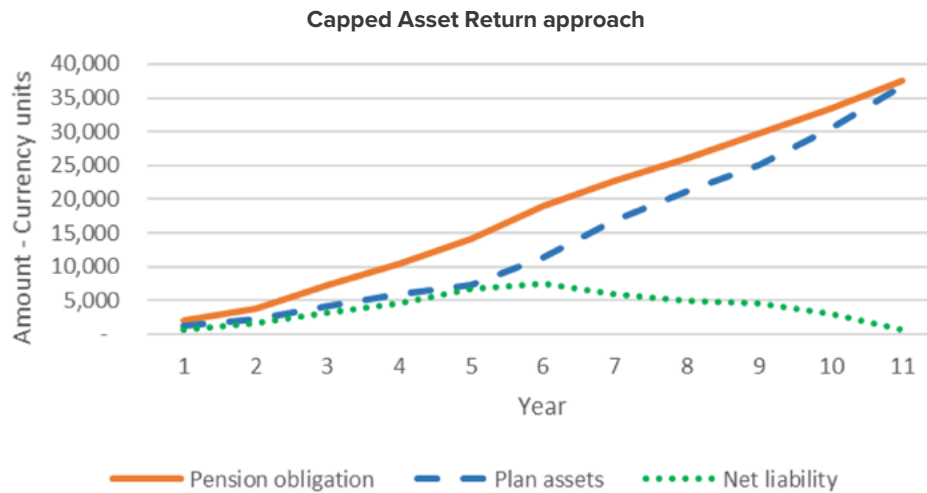 Capped Asset Return approach
Amount - Currency units
40,000
35,000
30,000
25,000
20,000
15,000
10,000
5,000
-
1 2 3 4 5 6 7 8 9 10 11
Year
Pension obligation Plan assets Net liability